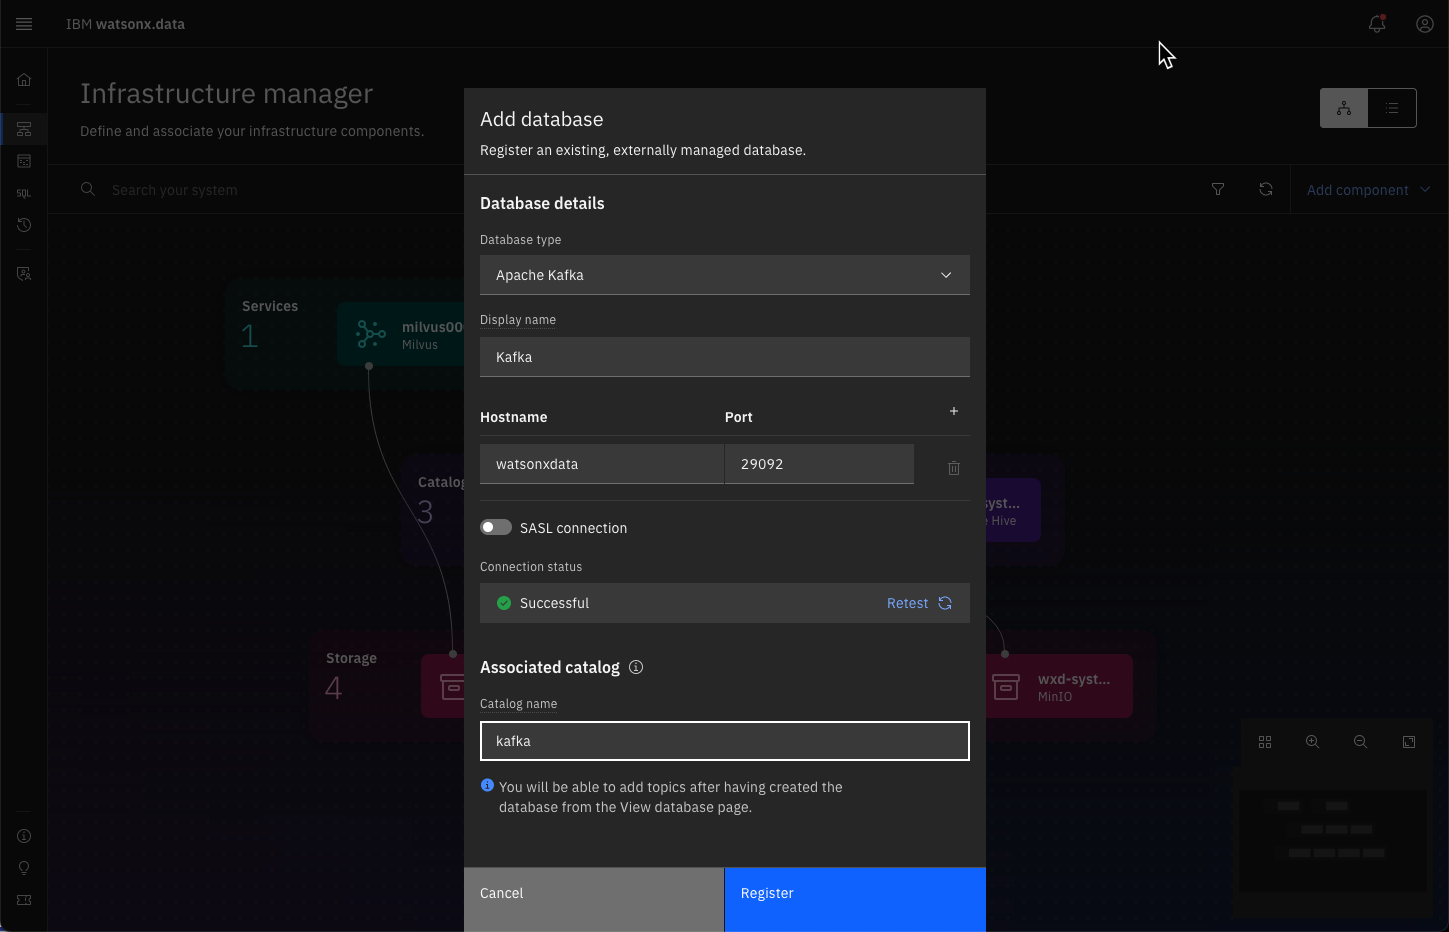 IBM watsonx.data
Infrastructure manager
Define and associate your infrastructure components.
Search your system
Add component
SQL
Services
1
milvus00
Milvus
Catalog
3
syst...
Hive
Storage
4
wxd-syst...
MinIO
Add database
Register an existing, externally managed database.
Database details
Database type
Apache Kafka
Display name
Kafka
Hostname Port
watsonxdata 29092
SASL connection
Connection status
Successful Retest
Associated catalog
Catalog name
kafka
You will be able to add topics after having created the
database from the View database page.
Cancel Register